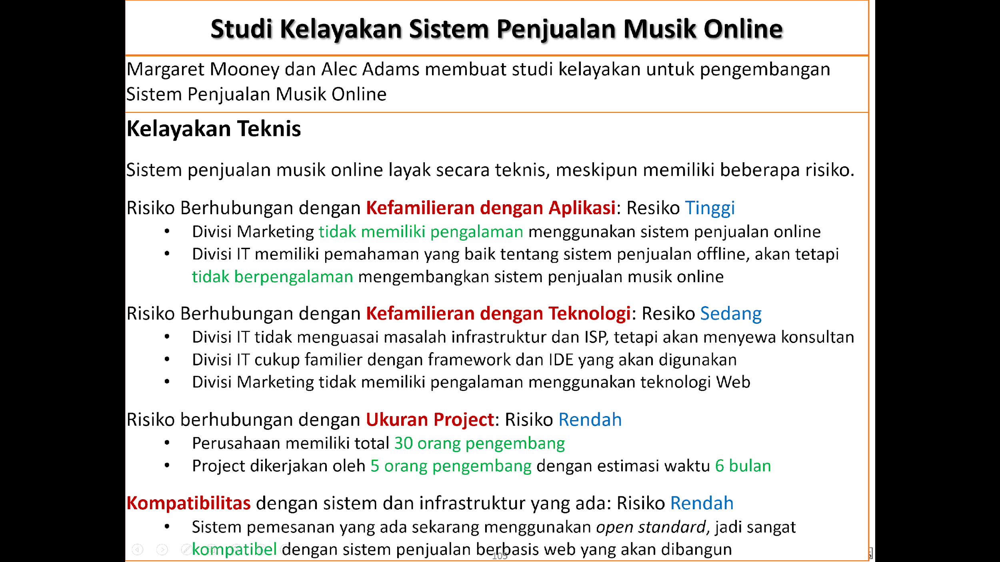 Studi Kelayakan Sistem Penjualan Musik Online
Margaret Mooney dan Alec Adams membuat studi kelayakan untuk pengembangan
Sistem Penjualan Musik Online
Kelayakan Teknis
Sistem penjualan musik online layak secara teknis, meskipun memiliki beberapa risiko.
Risiko Berhubungan dengan Kefamilieran dengan Aplikasi: Resiko Tinggi
• Divisi Marketing tidak memiliki pengalaman menggunakan sistem penjualan online
• Divisi IT memiliki pemahaman yang baik tentang sistem penjualan offline, akan tetapi
tidak berpengalaman mengembangkan sistem penjualan musik online
Risiko Berhubungan dengan Kefamilieran dengan Teknologi: Resiko Sedang
• Divisi IT tidak menguasai masalah infrastruktur dan ISP, tetapi akan menyewa konsultan
• Divisi IT cukup familier dengan framework dan IDE yang akan digunakan
• Divisi Marketing tidak memiliki pengalaman menggunakan teknologi Web
Risiko berhubungan dengan Ukuran Project: Risiko Rendah
• Perusahaan memiliki total 30 orang pengembang
• Project dikerjakan oleh 5 orang pengembang dengan estimasi waktu 6 bulan
Kompatibilitas dengan sistem dan infrastruktur yang ada: Risiko Rendah
• Sistem pemesanan yang ada sekarang menggunakan open standard, jadi sangat
kompatibel dengan sistem penjualan berbasis web yang akan dibangun
105